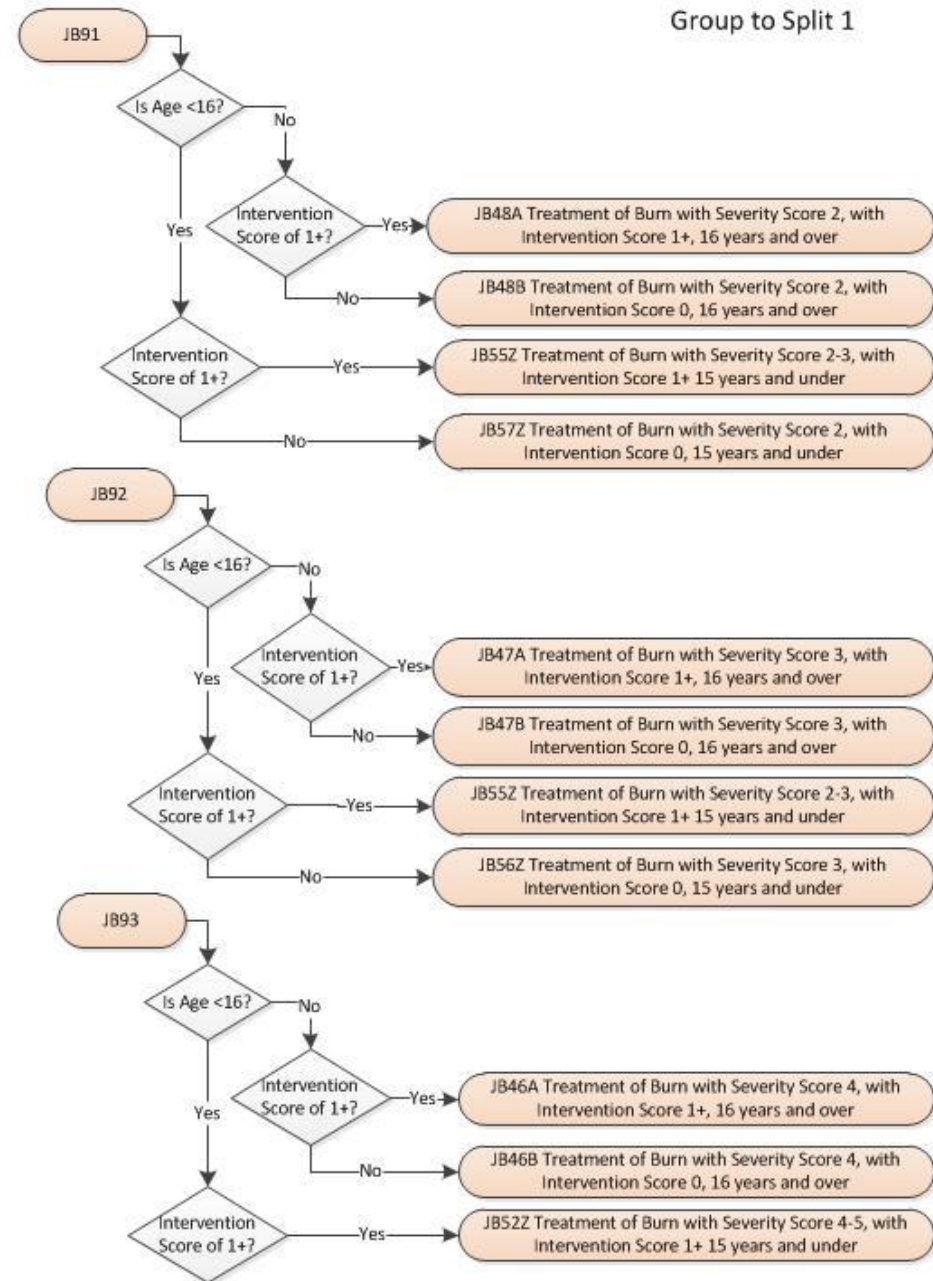 Group to Split 1
JB91
Is Age <16?
No
Intervention
Score of 1+?
Yes
JB48A Treatment of Burn with Severity Score 2, with
Intervention Score 1+, 16 years and over
Yes
No
JB48B Treatment of Burn with Severity Score 2, with
Intervention Score 0, 16 years and over
Intervention
Score of 1+?
Yes
JB55Z Treatment of Burn with Severity Score 2-3, with
Intervention Score 1+ 15 years and under
No
JB57Z Treatment of Burn with Severity Score 2, with
Intervention Score 0, 15 years and under
JB92
Is Age <16?
No
Intervention
Score of 1+?
Yes
JB47A Treatment of Burn with Severity Score 3, with
Intervention Score 1+, 16 years and over
Yes
No
JB47B Treatment of Burn with Severity Score 3, with
Intervention Score 0, 16 years and over
Intervention
Score of 1+?
Yes
JB55Z Treatment of Burn with Severity Score 2-3, with
Intervention Score 1+ 15 years and under
No
JB56Z Treatment of Burn with Severity Score 3, with
Intervention Score 0, 15 years and under
JB93
Is Age <16?
No
Intervention
Score of 1+?
Yes
JB46A Treatment of Burn with Severity Score 4, with
Intervention Score 1+, 16 years and over
Yes
No
JB46B Treatment of Burn with Severity Score 4, with
Intervention Score 0, 16 years and over
Intervention
Score of 1+?
Yes
JB52Z Treatment of Burn with Severity Score 4-5, with
Intervention Score 1+ 15 years and under